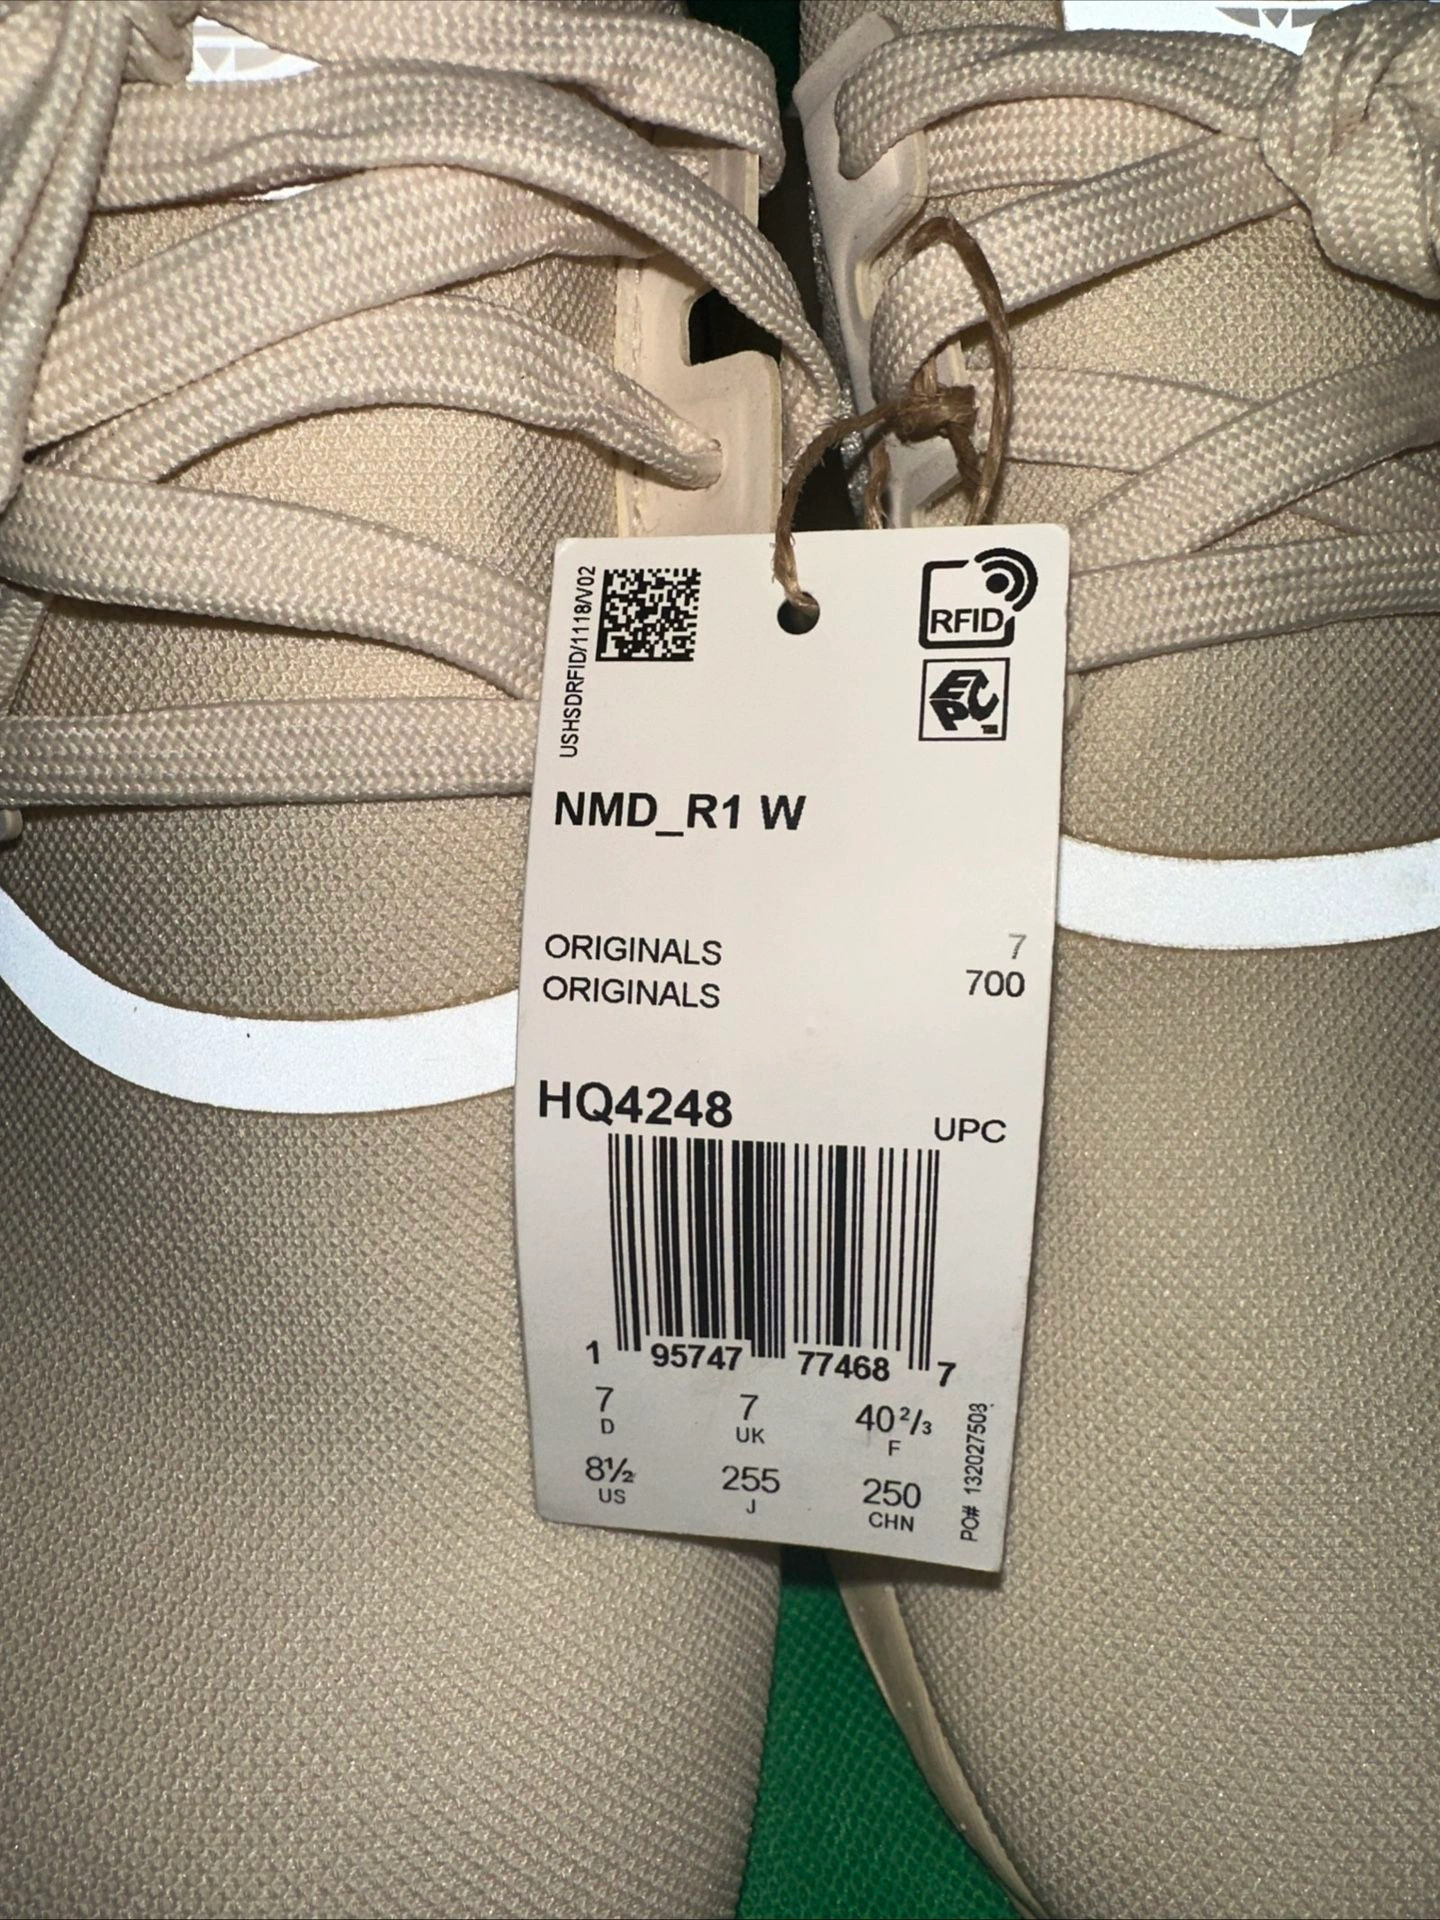 USHSDRFID/1118/V02
RFID
EPC
NMD_R1 W
ORIGINALS 7
ORIGINALS 700
HQ4248
UPC
1 95747 77468 7
7 7 40 2/3
D UK F
8½ 255 250
US J CHN
PO# 132027508